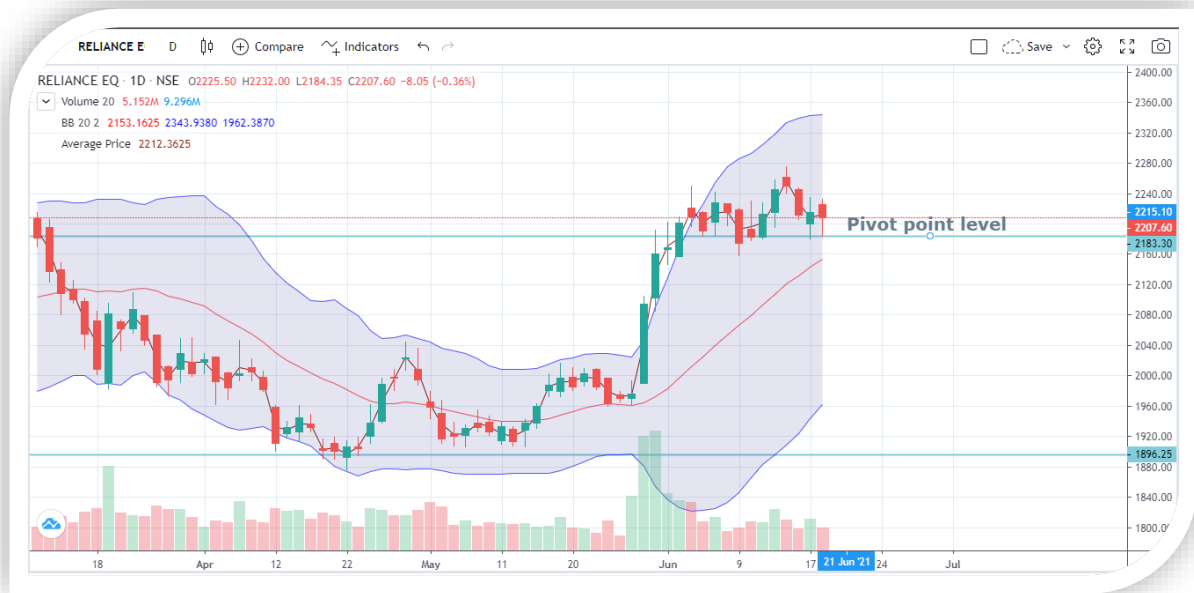 RELIANCE E D Compare Indicators Save
RELIANCE EQ · 1D · NSE O2225.50 H2232.00 L2184.35 C2207.60 −8.05 (−0.36%)
Volume 20 5.152M 9.296M
BB 20 2 2153.1625 2343.9380 1962.3870
Average Price 2212.3625
Pivot point level
2400.00
2360.00
2320.00
2280.00
2240.00
2215.10
2207.60
2183.30
2160.00
2120.00
2080.00
2040.00
2000.00
1960.00
1920.00
1896.25
1880.00
1840.00
1800.0
18 Apr 12 22 May 11 20 Jun 9 17 21 Jun '21 24 Jul